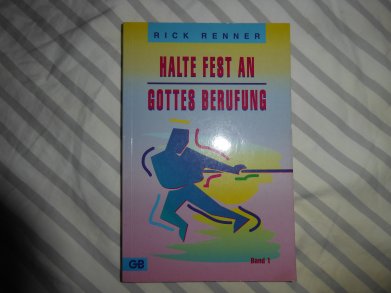 RICK RENNER
HALTE FEST AN
GOTTES BERUFUNG
Band 1
GB